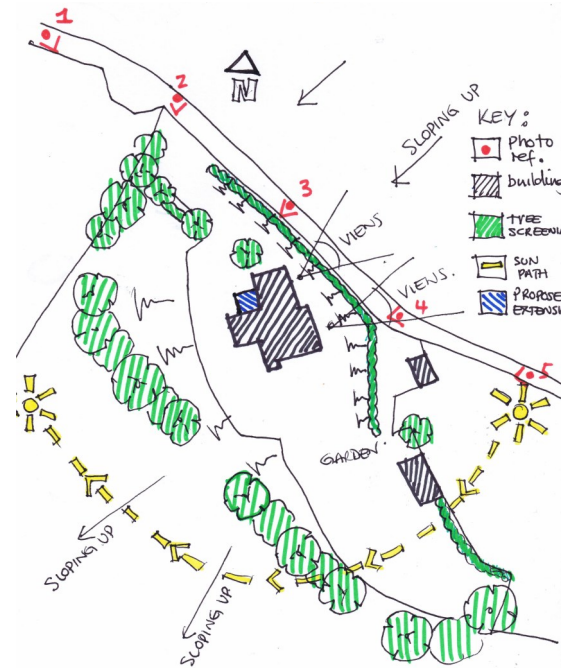 1
2
N
SLOPING UP
KEY:
photo
ref.
building
TREE
SCREENIN
SUN
PATH
PROPOSE
EXTENSI
3
VIEWS
VIEWS.
4
5
GARDEN.
SLOPING UP
SLOPING UP